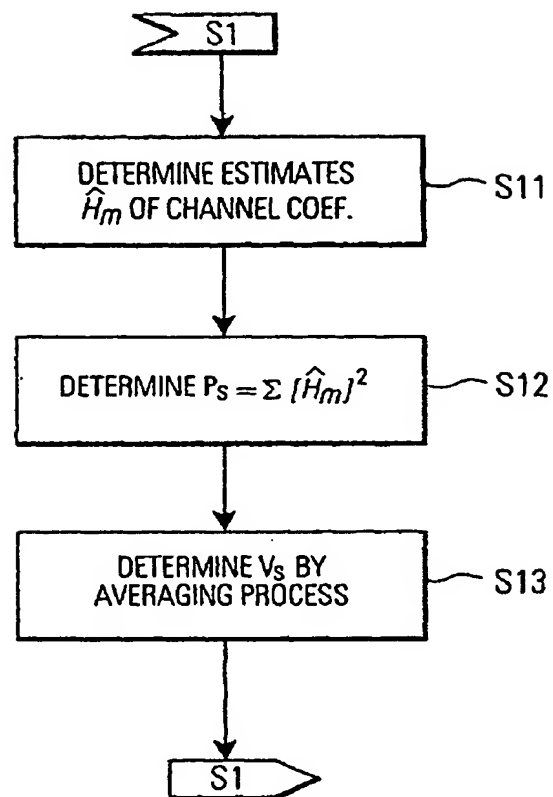 S1
DETERMINE ESTIMATES
Ĥm OF CHANNEL COEF.
S11
DETERMINE Ps = Σ [Ĥm]²
S12
DETERMINE Vs BY
AVERAGING PROCESS
S13
S1